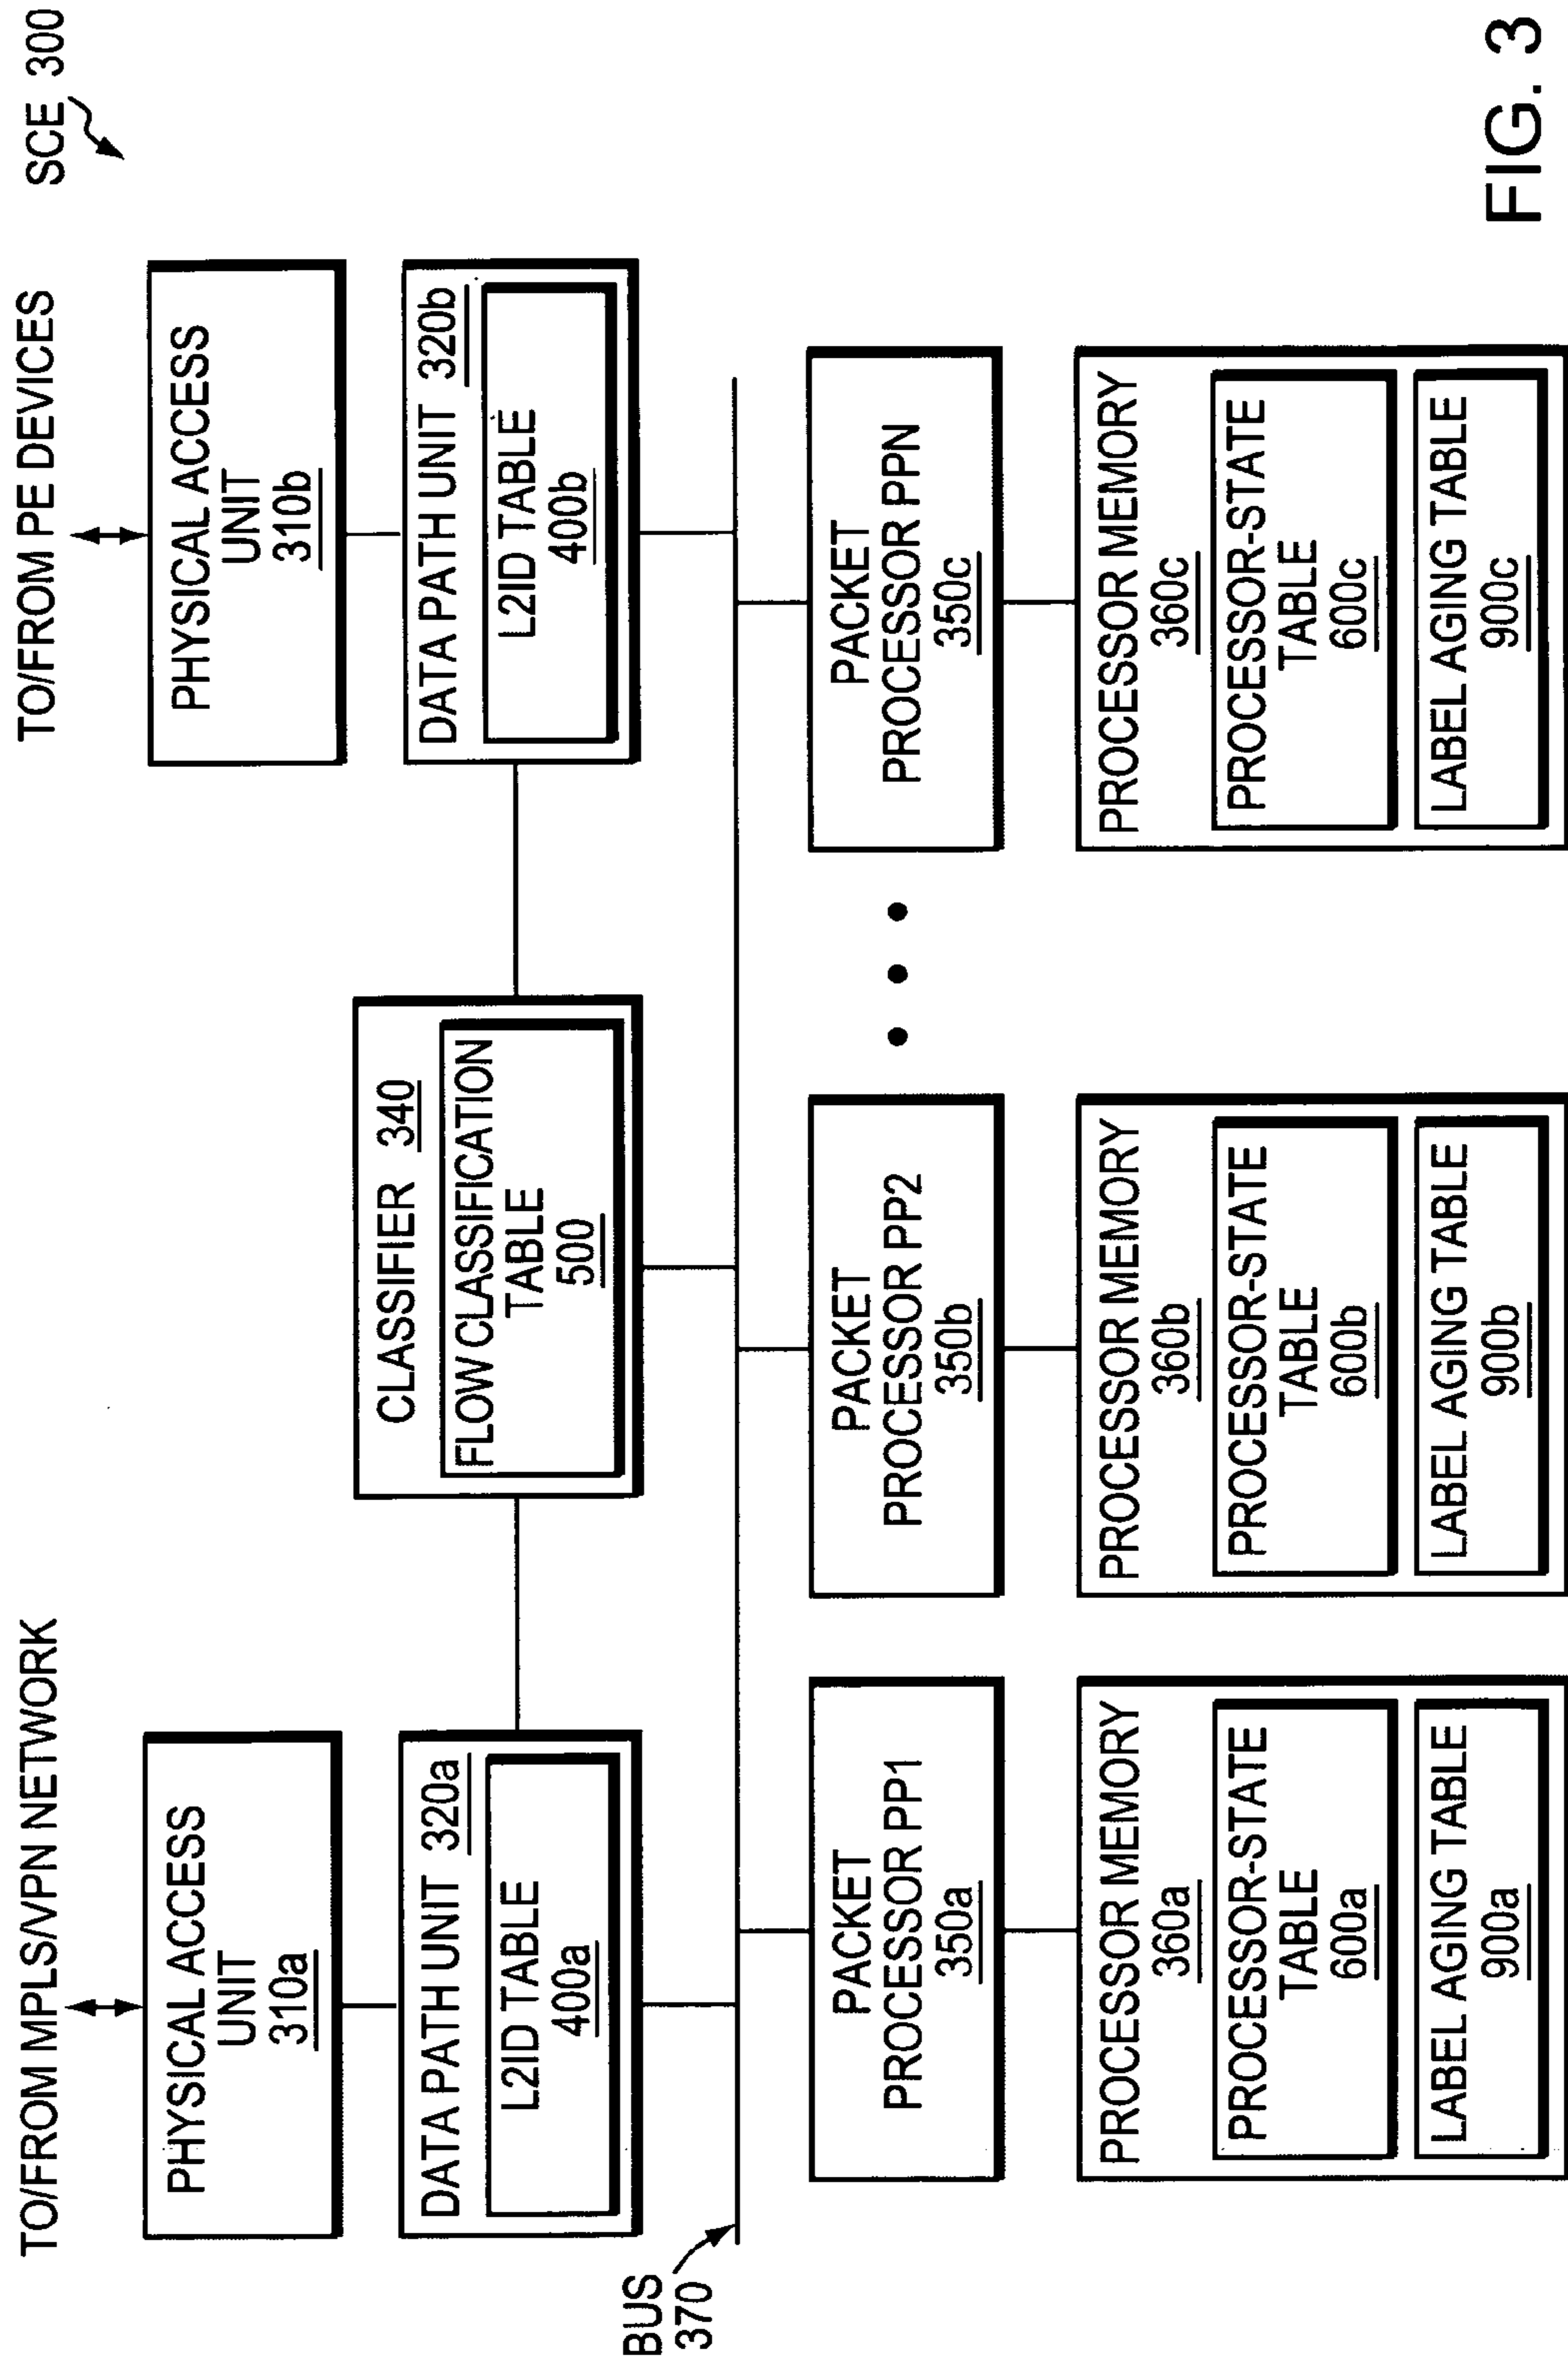 SCE 300
TO/FROM MPLS/VPN NETWORK
TO/FROM PE DEVICES
PHYSICAL ACCESS
UNIT
310a
PHYSICAL ACCESS
UNIT
310b
DATA PATH UNIT 320a
L2ID TABLE
400a
CLASSIFIER 340
FLOW CLASSIFICATION
TABLE
500
DATA PATH UNIT 320b
L2ID TABLE
400b
BUS
370
PACKET
PROCESSOR PP1
350a
PACKET
PROCESSOR PP2
350b
PACKET
PROCESSOR PPN
350c
PROCESSOR MEMORY
360a
PROCESSOR-STATE
TABLE
600a
LABEL AGING TABLE
900a
PROCESSOR MEMORY
360b
PROCESSOR-STATE
TABLE
600b
LABEL AGING TABLE
900b
PROCESSOR MEMORY
360c
PROCESSOR-STATE
TABLE
600c
LABEL AGING TABLE
900c
FIG. 3